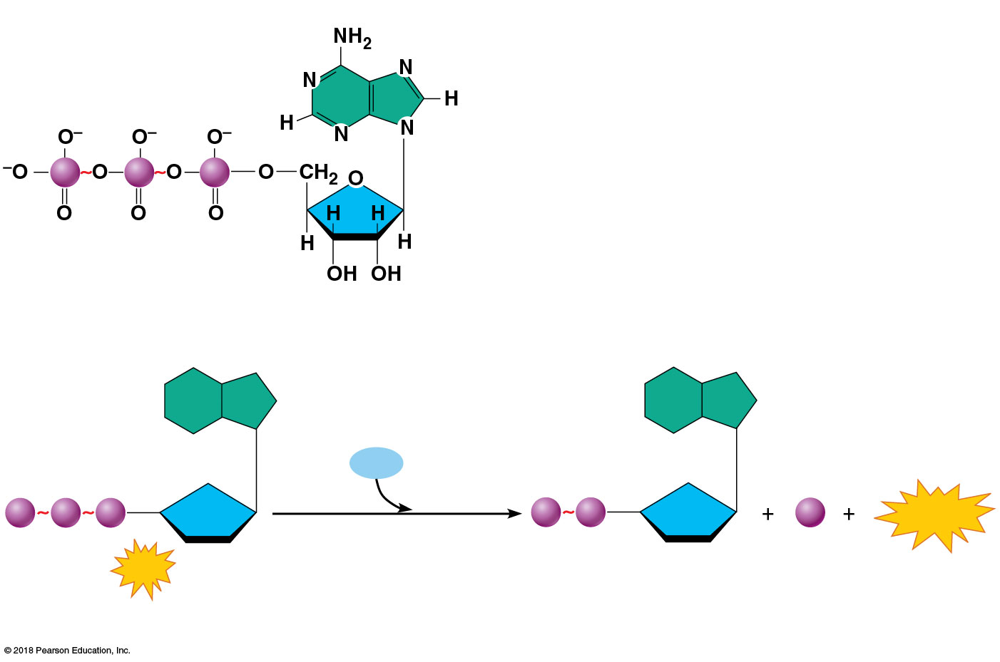 NH₂
N N
H
H N N
O⁻ O⁻ O⁻
⁻O O O O CH₂ O
O O O
H H
H H
OH OH
+ +
© 2018 Pearson Education, Inc.